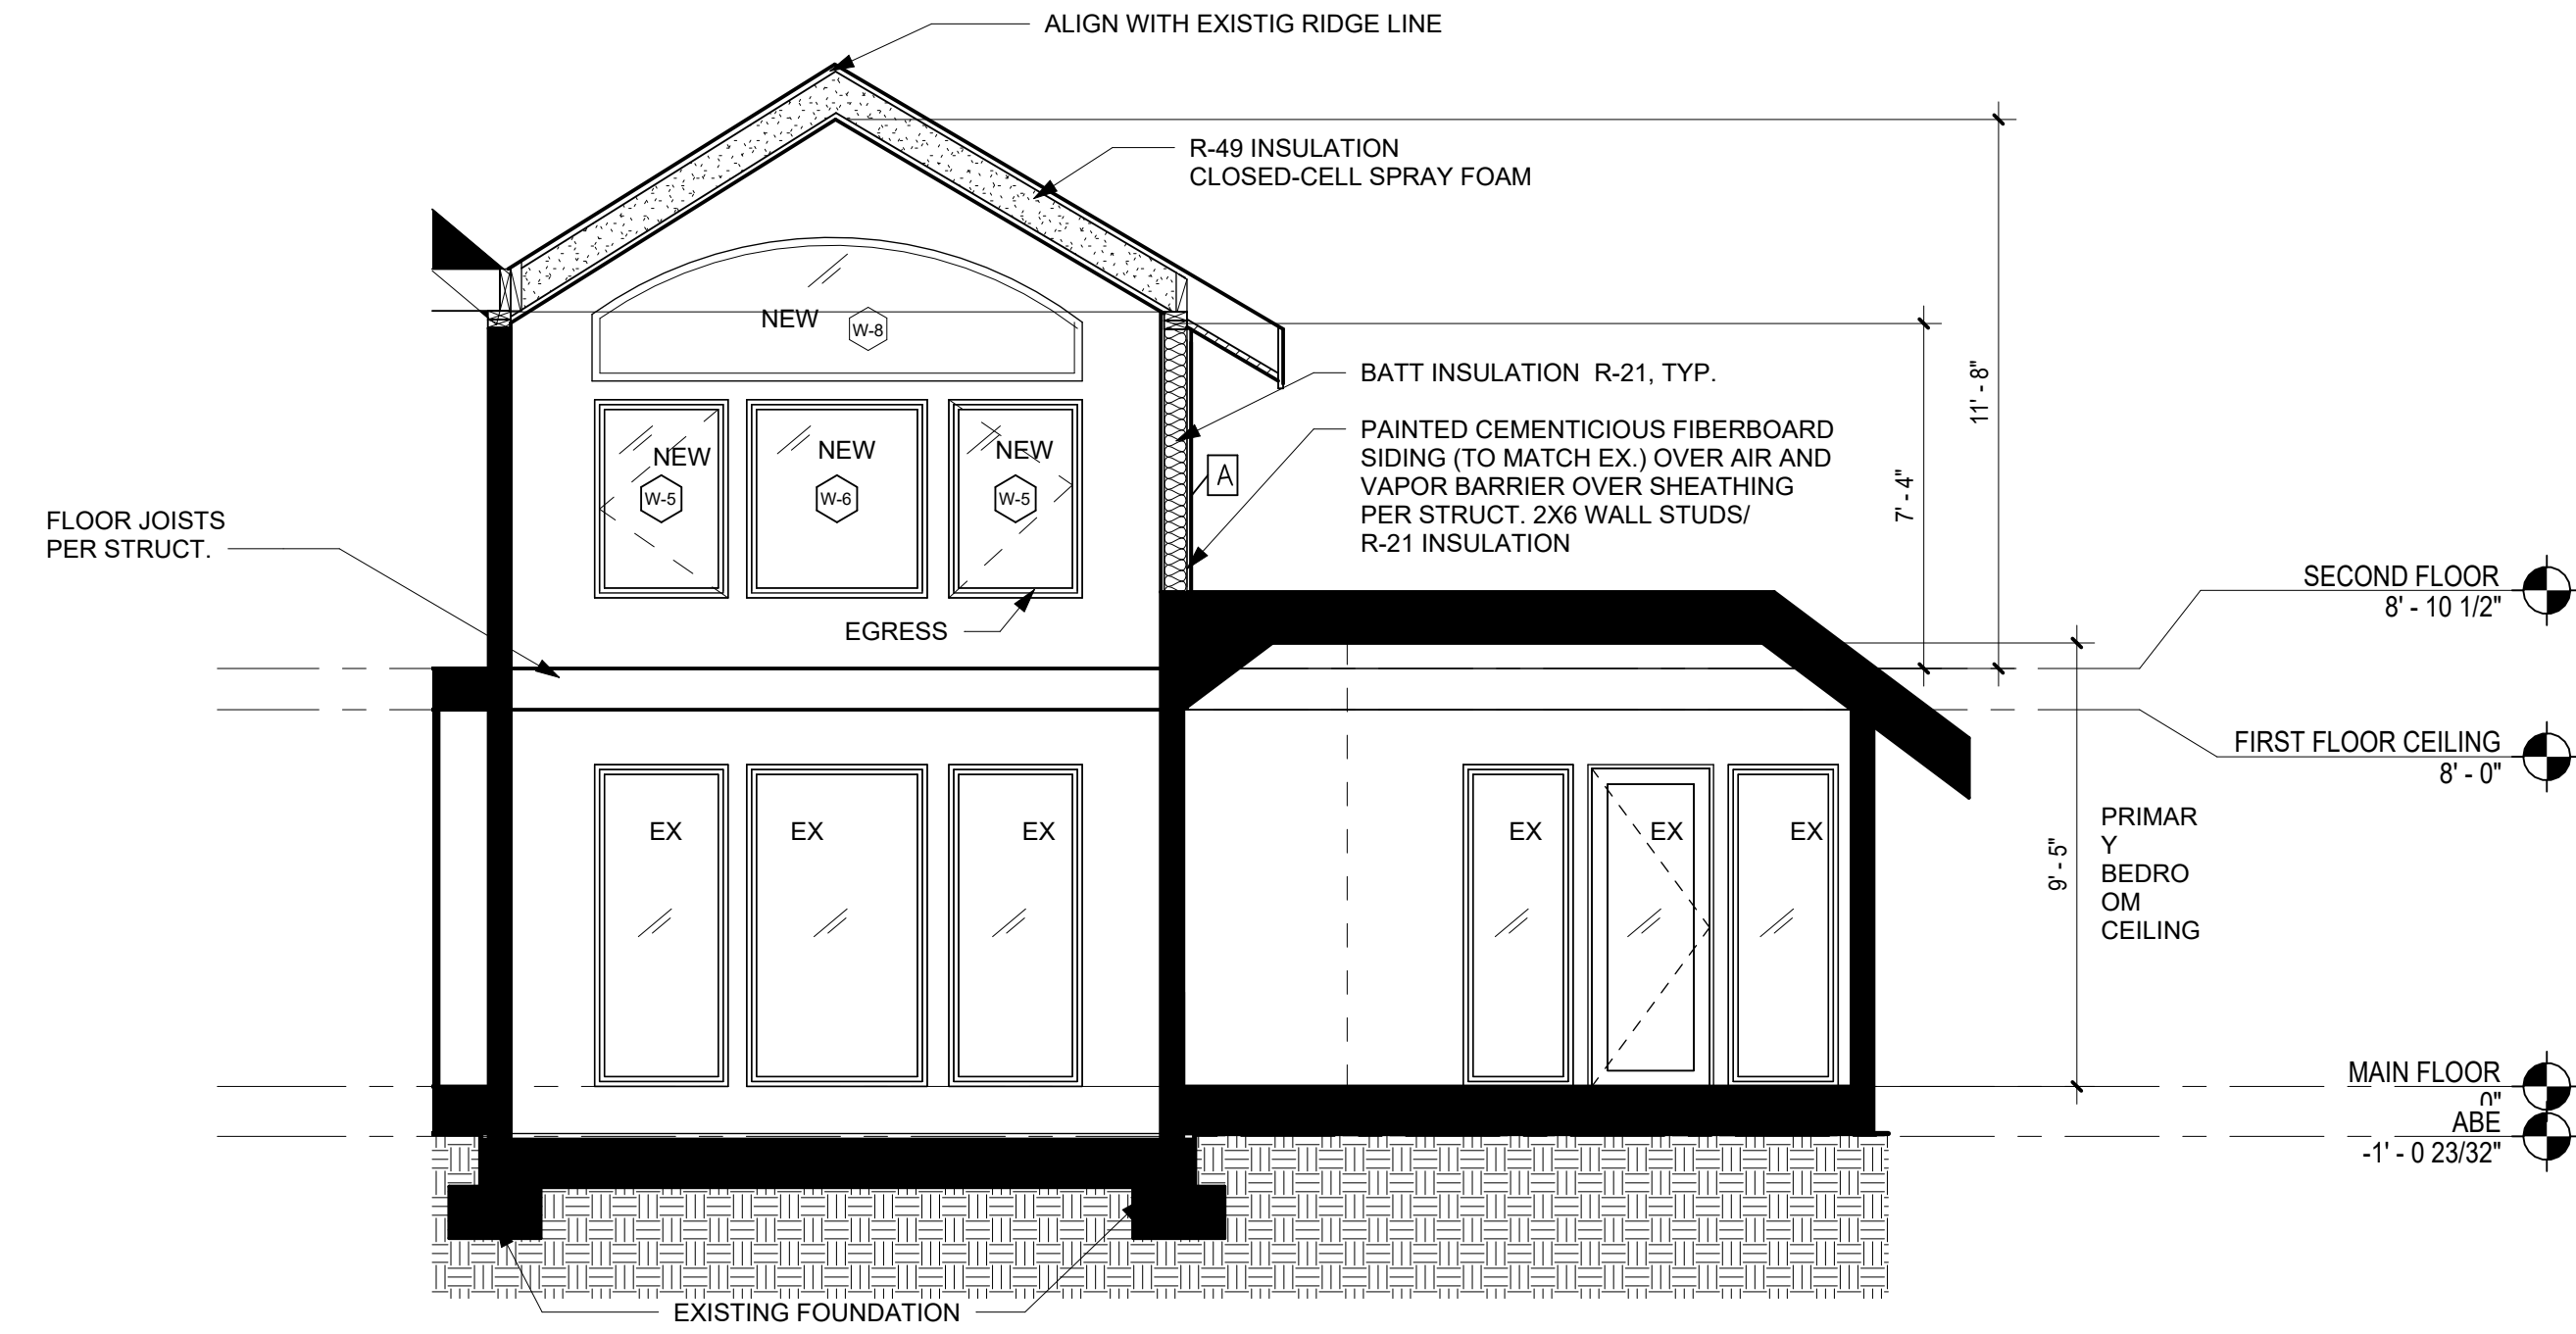 ALIGN WITH EXISTIG RIDGE LINE
R-49 INSULATION
CLOSED-CELL SPRAY FOAM
NEW
W-8
11' - 8"
7' - 4"
BATT INSULATION  R-21, TYP.
PAINTED CEMENTICIOUS FIBERBOARD
SIDING (TO MATCH EX.) OVER AIR AND
VAPOR BARRIER OVER SHEATHING
PER STRUCT. 2X6 WALL STUDS/
R-21 INSULATION
A
NEW
W-5
NEW
W-6
NEW
W-5
FLOOR JOISTS
PER STRUCT.
EGRESS
SECOND FLOOR
8' - 10 1/2"
FIRST FLOOR CEILING
8' - 0"
EX
EX
EX
EX
EX
EX
9' - 5"
PRIMAR
Y
BEDRO
OM
CEILING
MAIN FLOOR
0"
ABE
-1' - 0 23/32"
EXISTING FOUNDATION